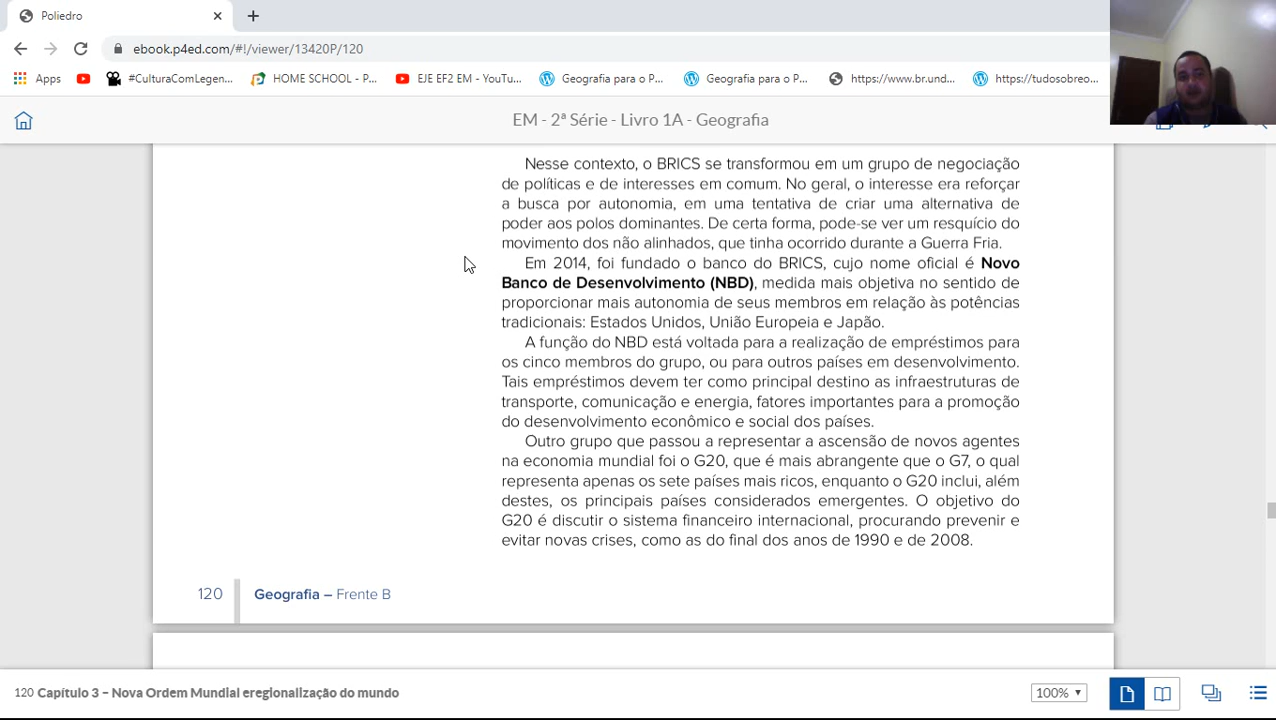 Poliedro
ebook.p4ed.com/#!/viewer/13420P/120
Apps
#CulturaComLegen...
HOME SCHOOL - P...
EJE EF2 EM - YouTu...
Geografia para o P...
Geografia para o P...
https://www.br.und...
https://tudosobreo...
EM - 2ª Série - Livro 1A - Geografia
Nesse contexto, o BRICS se transformou em um grupo de negociação
de políticas e de interesses em comum. No geral, o interesse era reforçar
a busca por autonomia, em uma tentativa de criar uma alternativa de
poder aos polos dominantes. De certa forma, pode-se ver um resquício do
movimento dos não alinhados, que tinha ocorrido durante a Guerra Fria.
Em 2014, foi fundado o banco do BRICS, cujo nome oficial é Novo
Banco de Desenvolvimento (NBD), medida mais objetiva no sentido de
proporcionar mais autonomia de seus membros em relação às potências
tradicionais: Estados Unidos, União Europeia e Japão.
A função do NBD está voltada para a realização de empréstimos para
os cinco membros do grupo, ou para outros países em desenvolvimento.
Tais empréstimos devem ter como principal destino as infraestruturas de
transporte, comunicação e energia, fatores importantes para a promoção
do desenvolvimento econômico e social dos países.
Outro grupo que passou a representar a ascensão de novos agentes
na economia mundial foi o G20, que é mais abrangente que o G7, o qual
representa apenas os sete países mais ricos, enquanto o G20 inclui, além
destes, os principais países considerados emergentes. O objetivo do
G20 é discutir o sistema financeiro internacional, procurando prevenir e
evitar novas crises, como as do final dos anos de 1990 e de 2008.
120 Geografia – Frente B
120 Capítulo 3 – Nova Ordem Mundial eregionalização do mundo
100%